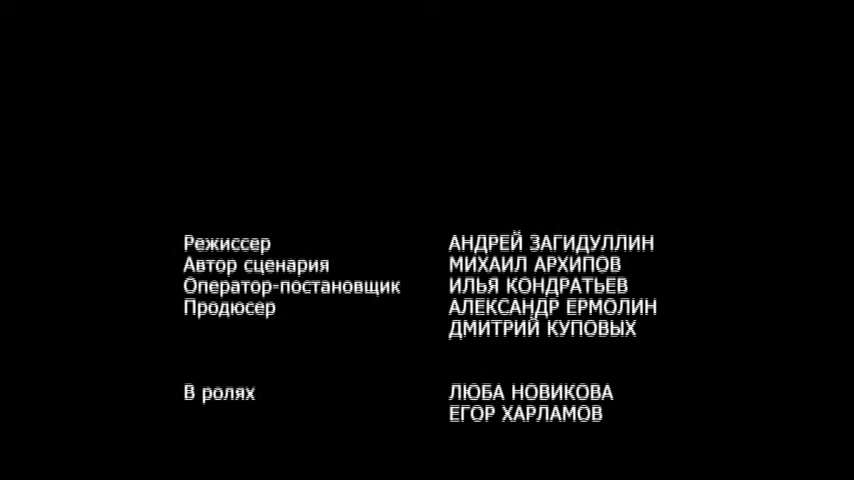 Режиссер АНДРЕЙ ЗАГИДУЛЛИН
Автор сценария МИХАИЛ АРХИПОВ
Оператор-постановщик ИЛЬЯ КОНДРАТЬЕВ
Продюсер АЛЕКСАНДР ЕРМОЛИН
ДМИТРИЙ КУПОВЫХ
В ролях ЛЮБА НОВИКОВА
ЕГОР ХАРЛАМОВ